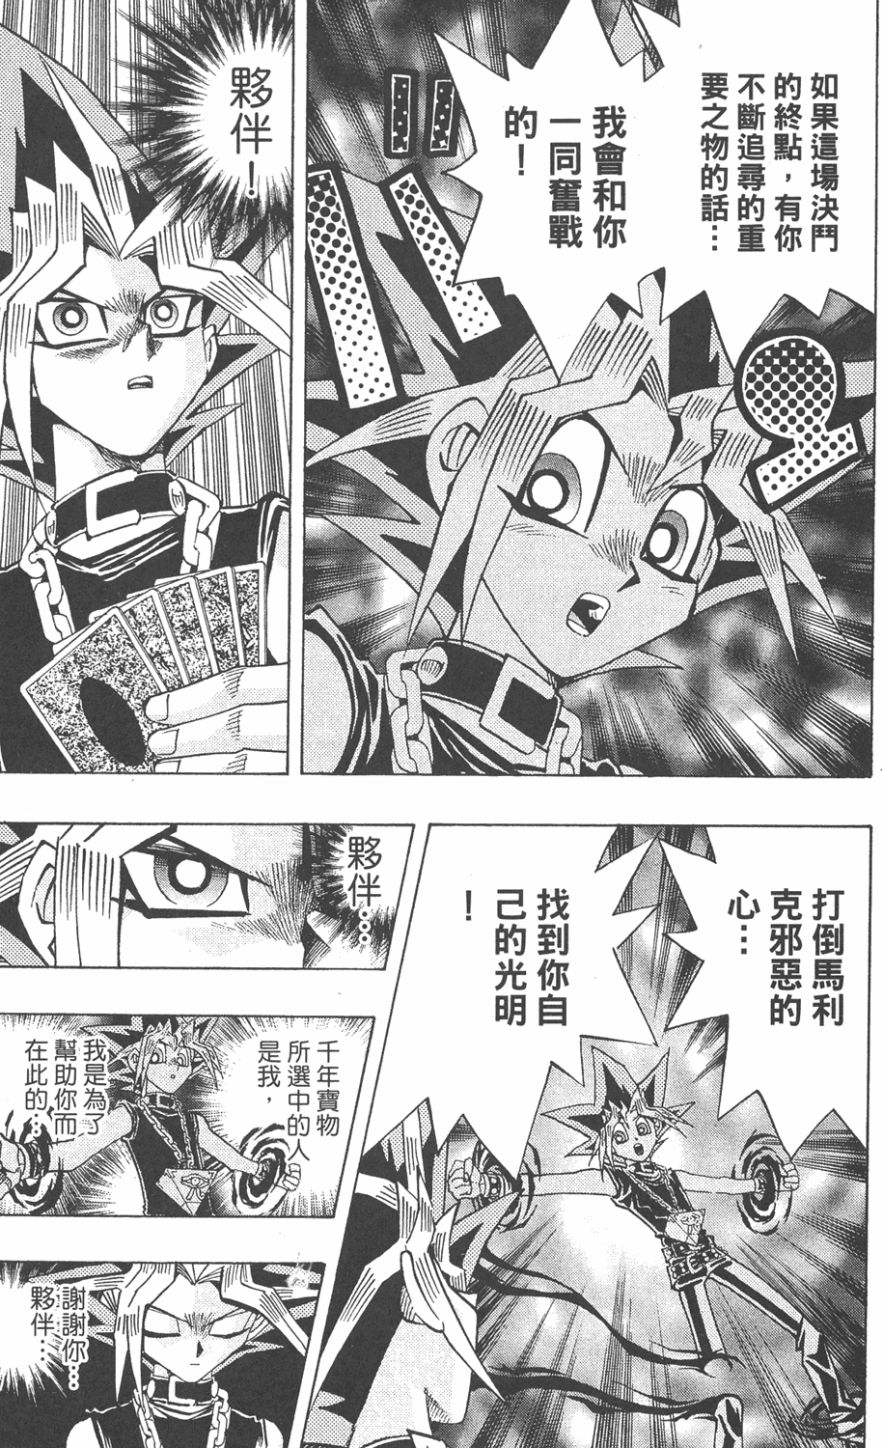 如果這場決鬥
的終點，有你
不斷追尋的重
要之物的話…
我會和你
一同奮戰
的！
夥伴！
打倒馬利
克邪惡的
心…
找到你自
己的光明
！
夥伴…
千年寶物
所選中的人
是我，
我是為了
幫助你而
在此的…
謝謝你…
夥伴…